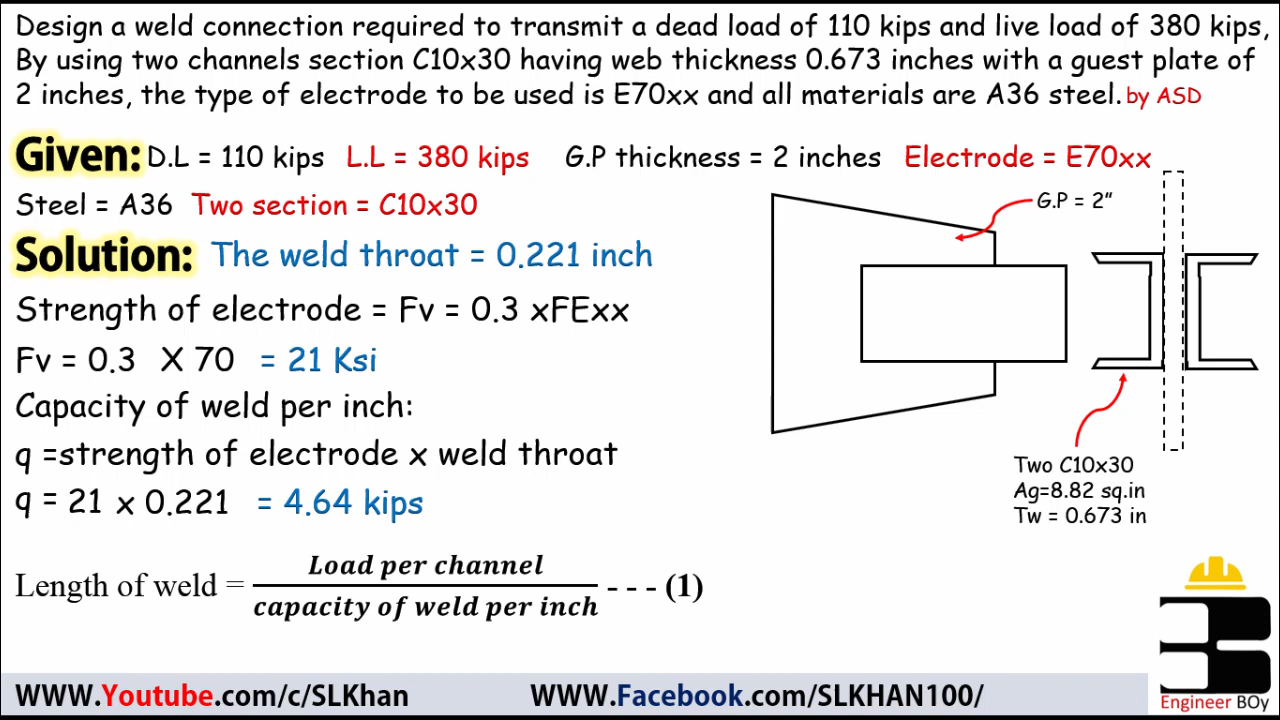 Design a weld connection required to transmit a dead load of 110 kips and live load of 380 kips,
By using two channels section C10x30 having web thickness 0.673 inches with a guest plate of
2 inches, the type of electrode to be used is E70xx and all materials are A36 steel. by ASD
Given: D.L = 110 kips L.L = 380 kips G.P thickness = 2 inches Electrode = E70xx
Steel = A36 Two section = C10x30
G.P = 2”
Solution: The weld throat = 0.221 inch
Strength of electrode = Fv = 0.3 xFExx
Fv = 0.3 X 70 = 21 Ksi
Capacity of weld per inch:
q =strength of electrode x weld throat
q = 21 x 0.221 = 4.64 kips
Two C10x30
Ag=8.82 sq.in
Tw = 0.673 in
Length of weld = Load per channel / capacity of weld per inch - - - (1)
WWW.Youtube.com/c/SLKhan WWW.Facebook.com/SLKHAN100/
Engineer BOy